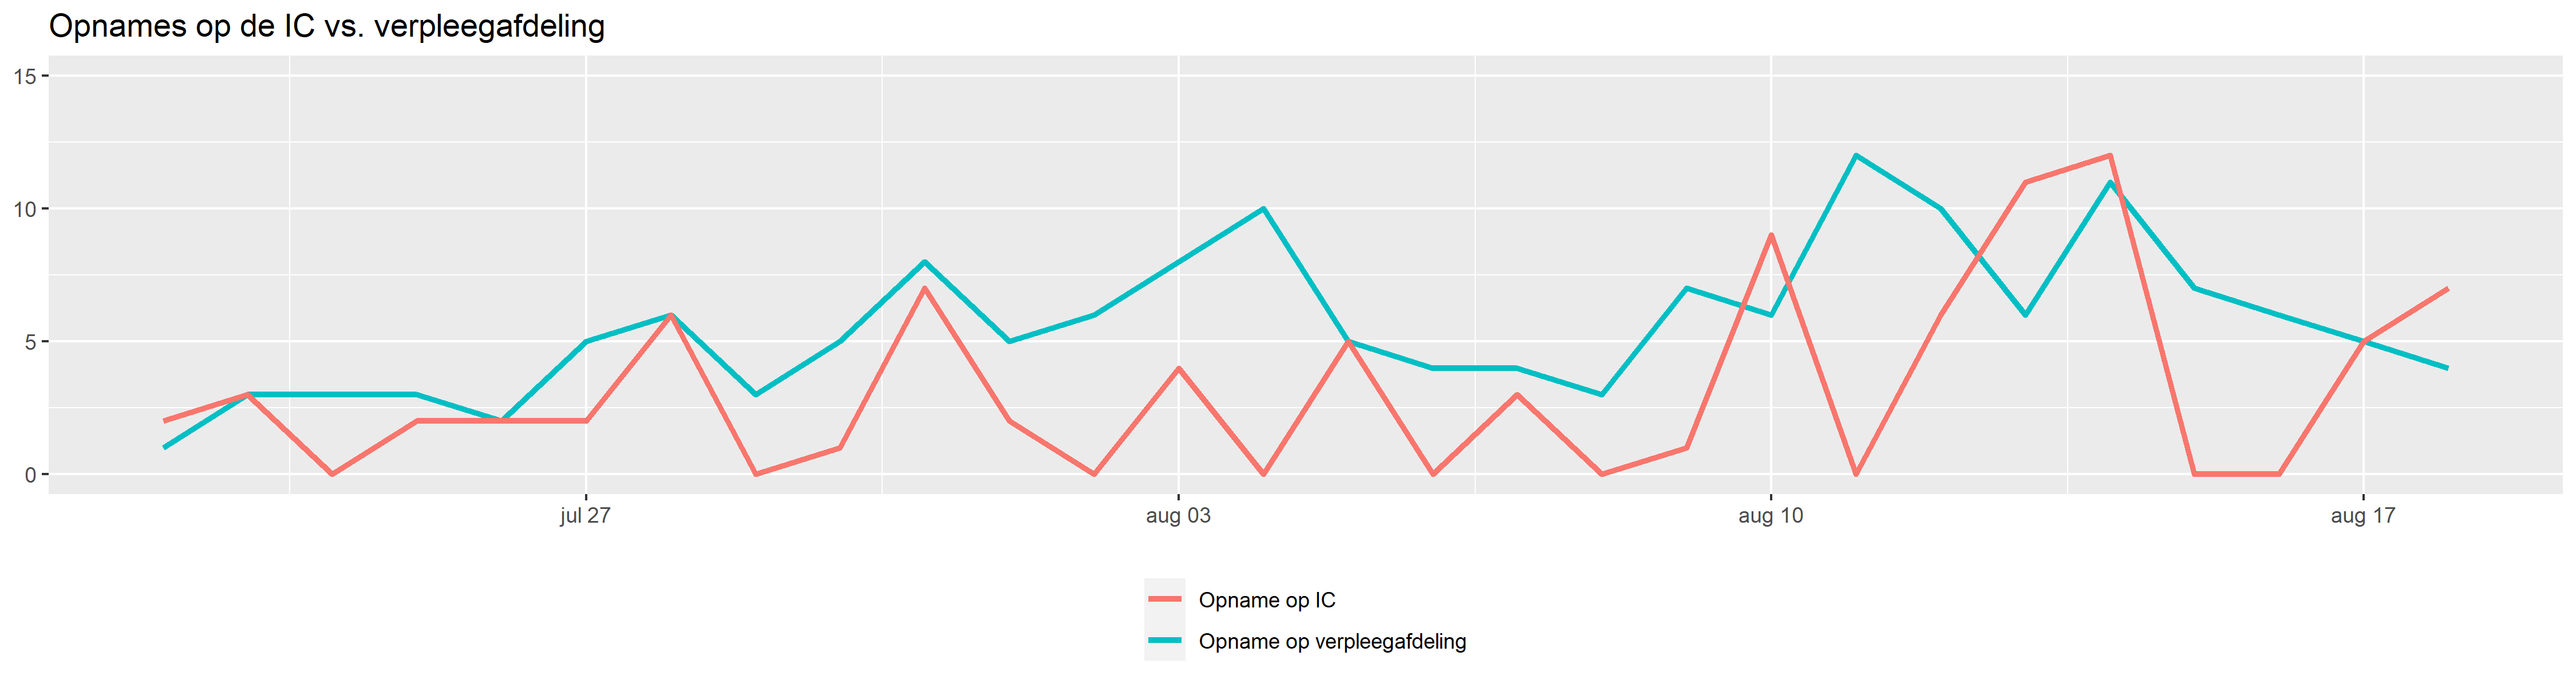 Opnames op de IC vs. verpleegafdeling
15
10
5
0
jul 27 aug 03 aug 10 aug 17
Opname op IC
Opname op verpleegafdeling